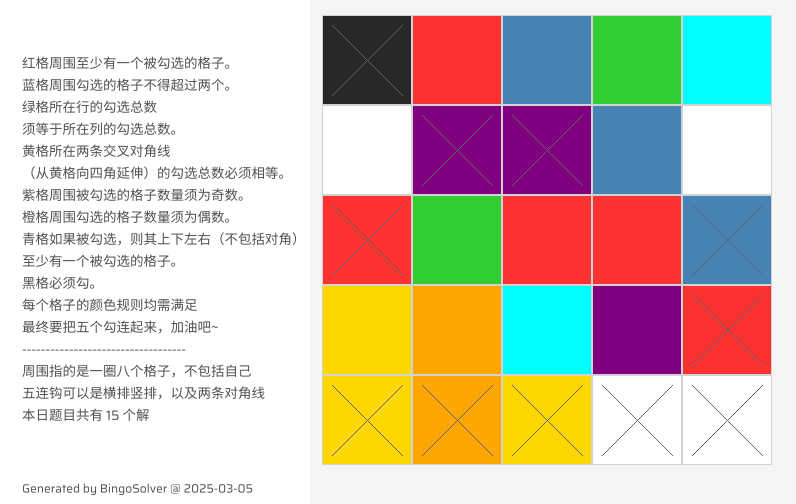 红格周围至少有一个被勾选的格子。
蓝格周围勾选的格子不得超过两个。
绿格所在行的勾选总数
须等于所在列的勾选总数。
黄格所在两条交叉对角线
（从黄格向四角延伸）的勾选总数必须相等。
紫格周围被勾选的格子数量须为奇数。
橙格周围勾选的格子数量须为偶数。
青格如果被勾选，则其上下左右（不包括对角）
至少有一个被勾选的格子。
黑格必须勾。
每个格子的颜色规则均需满足
最终要把五个勾连起来，加油吧~
-----------------------------------
周围指的是一圈八个格子，不包括自己
五连钩可以是横排竖排，以及两条对角线
本日题目共有 15 个解
Generated by BingoSolver @ 2025-03-05